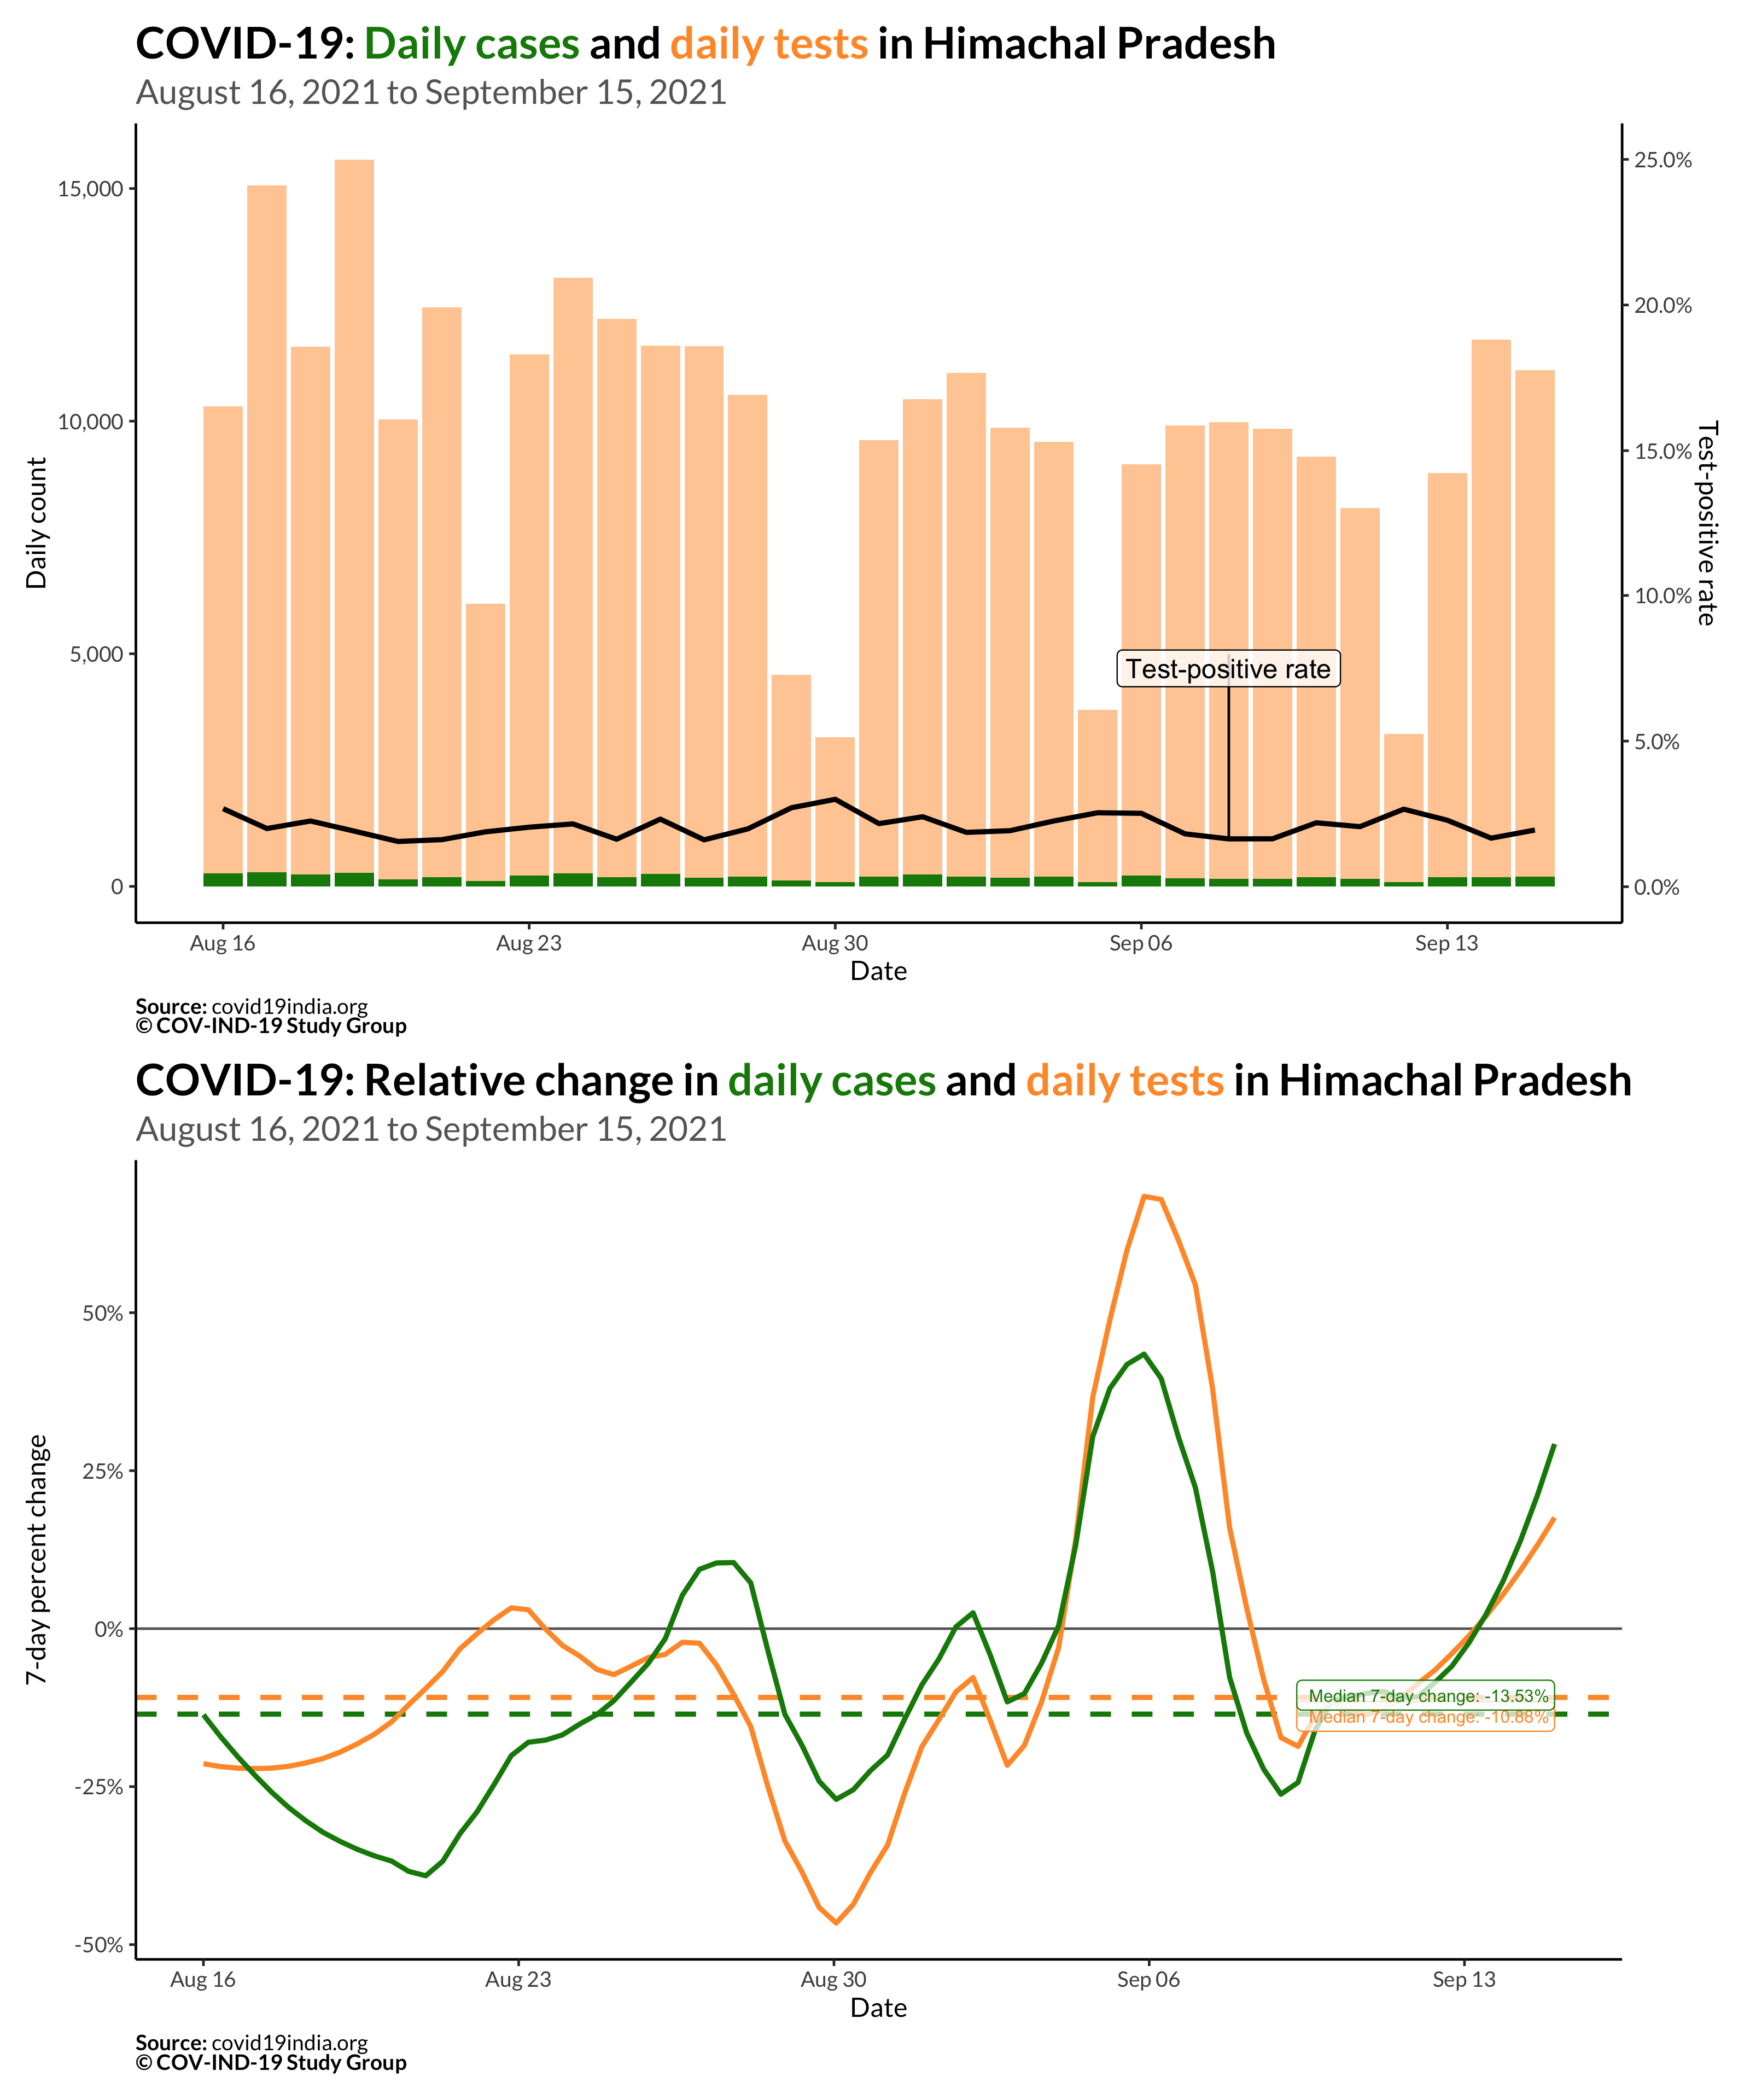 COVID-19: Daily cases and daily tests in Himachal Pradesh
August 16, 2021 to September 15, 2021
Daily count
15,000
10,000
5,000
0
25.0%
20.0%
15.0%
10.0%
5.0%
0.0%
Test-positive rate
Test-positive rate
Aug 16
Aug 23
Aug 30
Sep 06
Sep 13
Date
Source: covid19india.org
© COV-IND-19 Study Group
COVID-19: Relative change in daily cases and daily tests in Himachal Pradesh
August 16, 2021 to September 15, 2021
7-day percent change
50%
25%
0%
-25%
-50%
Median 7-day change: -13.53%
Median 7-day change: -10.88%
Aug 16
Aug 23
Aug 30
Sep 06
Sep 13
Date
Source: covid19india.org
© COV-IND-19 Study Group